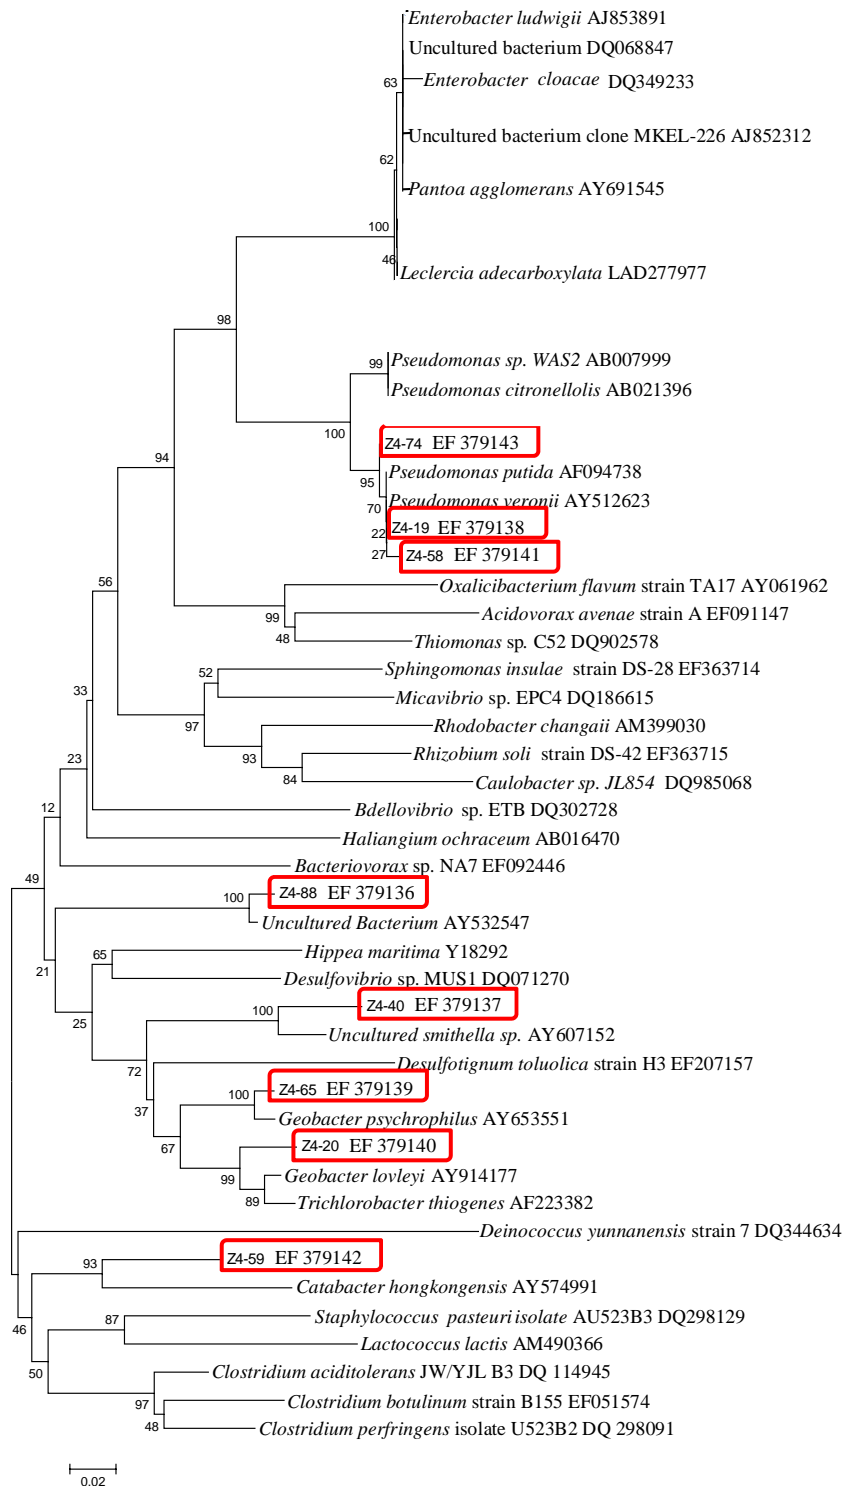 Enterobacter ludwigii AJ853891
Uncultured bacterium DQ068847
63
Enterobacter cloacae DQ349233
Uncultured bacterium clone MKEL-226 AJ852312
62
Pantoa agglomerans AY691545
100
46
Leclercia adecarboxylata LAD277977
98
99
Pseudomonas sp. WAS2 AB007999
Pseudomonas citronellolis AB021396
100
Z4-74 EF 379143
94
Pseudomonas putida AF094738
95
Pseudomonas veronii AY512623
70
Z4-19 EF 379138
22
27
Z4-58 EF 379141
56
Oxalicibacterium flavum strain TA17 AY061962
99
Acidovorax avenae strain A EF091147
48
Thiomonas sp. C52 DQ902578
52
Sphingomonas insulae strain DS-28 EF363714
33
Micavibrio sp. EPC4 DQ186615
97
Rhodobacter changaii AM399030
23
93
Rhizobium soli strain DS-42 EF363715
84
Caulobacter sp. JL854 DQ985068
12
Bdellovibrio sp. ETB DQ302728
Haliangium ochraceum AB016470
Bacteriovorax sp. NA7 EF092446
49
100
Z4-88 EF 379136
Uncultured Bacterium AY532547
65
Hippea maritima Y18292
21
Desulfovibrio sp. MUS1 DQ071270
100
Z4-40 EF 379137
25
Uncultured smithella sp. AY607152
72
Desulfotignum toluolica strain H3 EF207157
100
Z4-65 EF 379139
37
Geobacter psychrophilus AY653551
67
Z4-20 EF 379140
99
Geobacter lovleyi AY914177
89
Trichlorobacter thiogenes AF223382
Deinococcus yunnanensis strain 7 DQ344634
93
Z4-59 EF 379142
Catabacter hongkongensis AY574991
46
87
Staphylococcus pasteuri isolate AU523B3 DQ298129
Lactococcus lactis AM490366
50
Clostridium aciditolerans JW/YJL B3 DQ 114945
97
Clostridium botulinum strain B155 EF051574
48
Clostridium perfringens isolate U523B2 DQ 298091
0.02